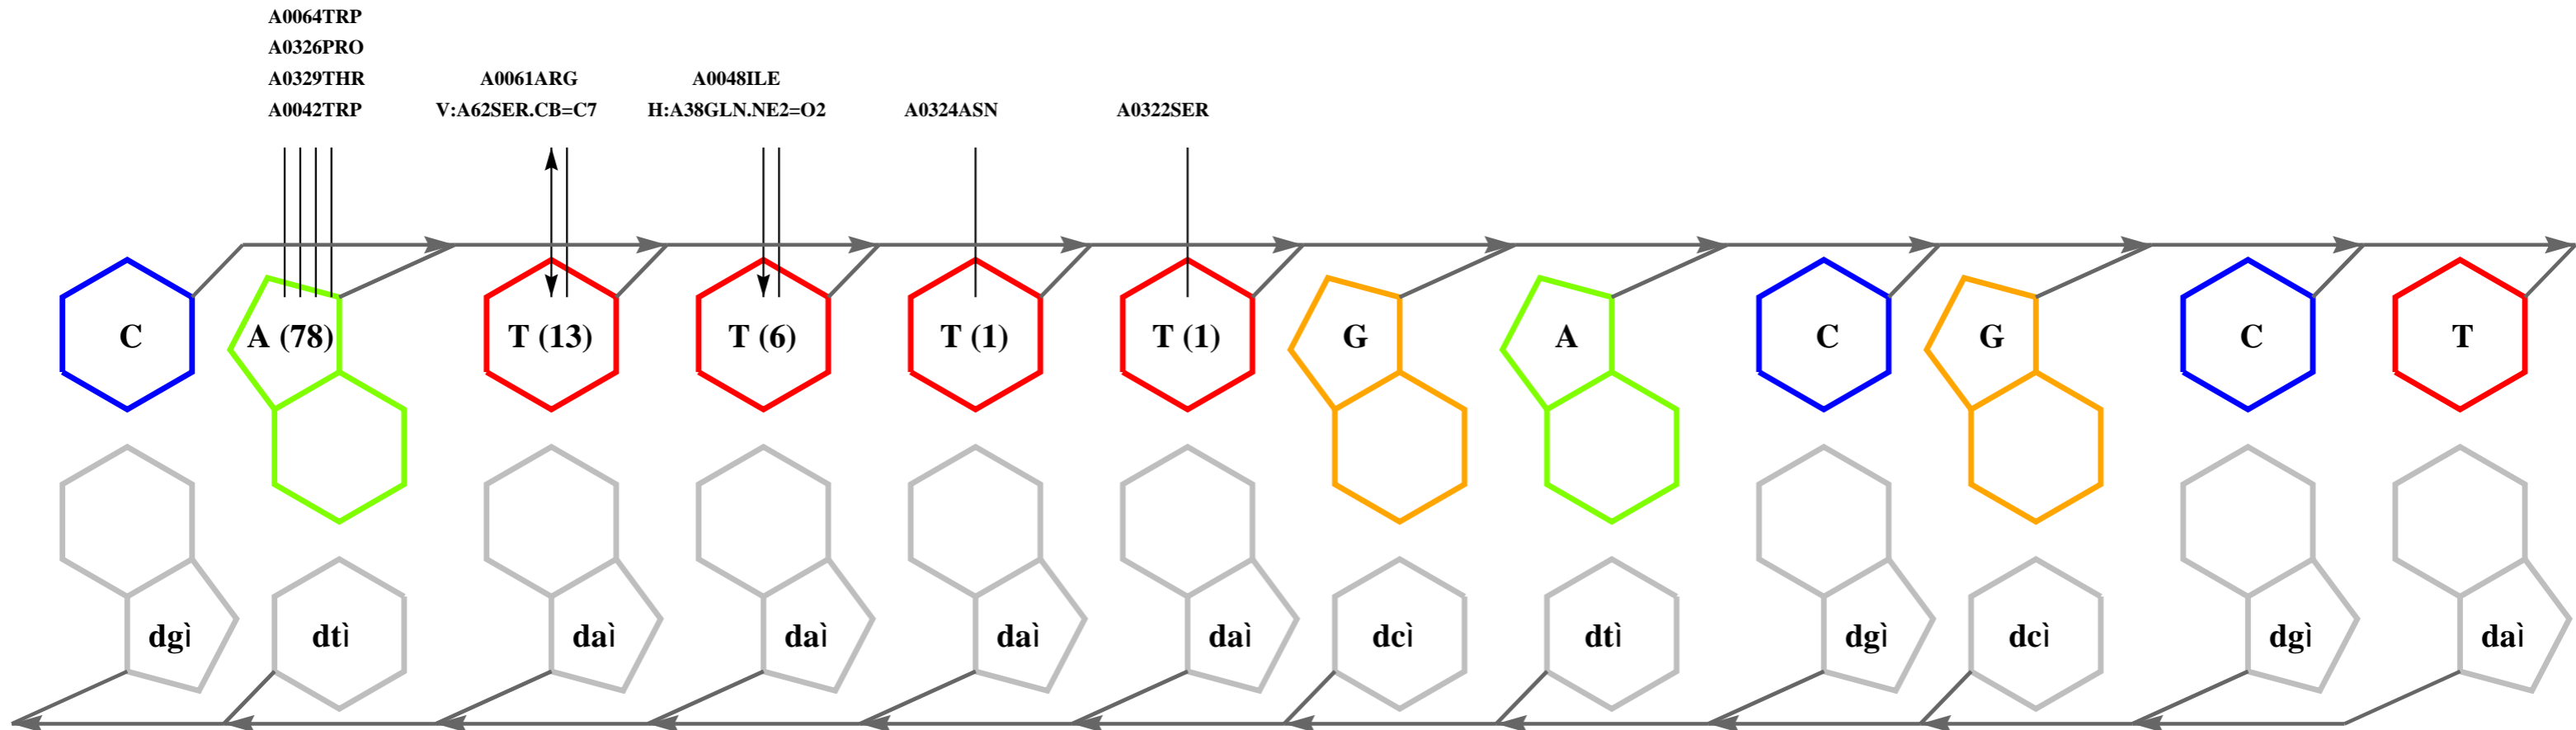 A0064TRP
A0326PRO
A0329THR A0061ARG A0048ILE
A0042TRP V:A62SER.CB=C7 H:A38GLN.NE2=O2 A0324ASN A0322SER
C A (78) T (13) T (6) T (1) T (1) G A C G C T
dgì dtì daì daì daì daì dcì dtì dgì dcì dgì daì